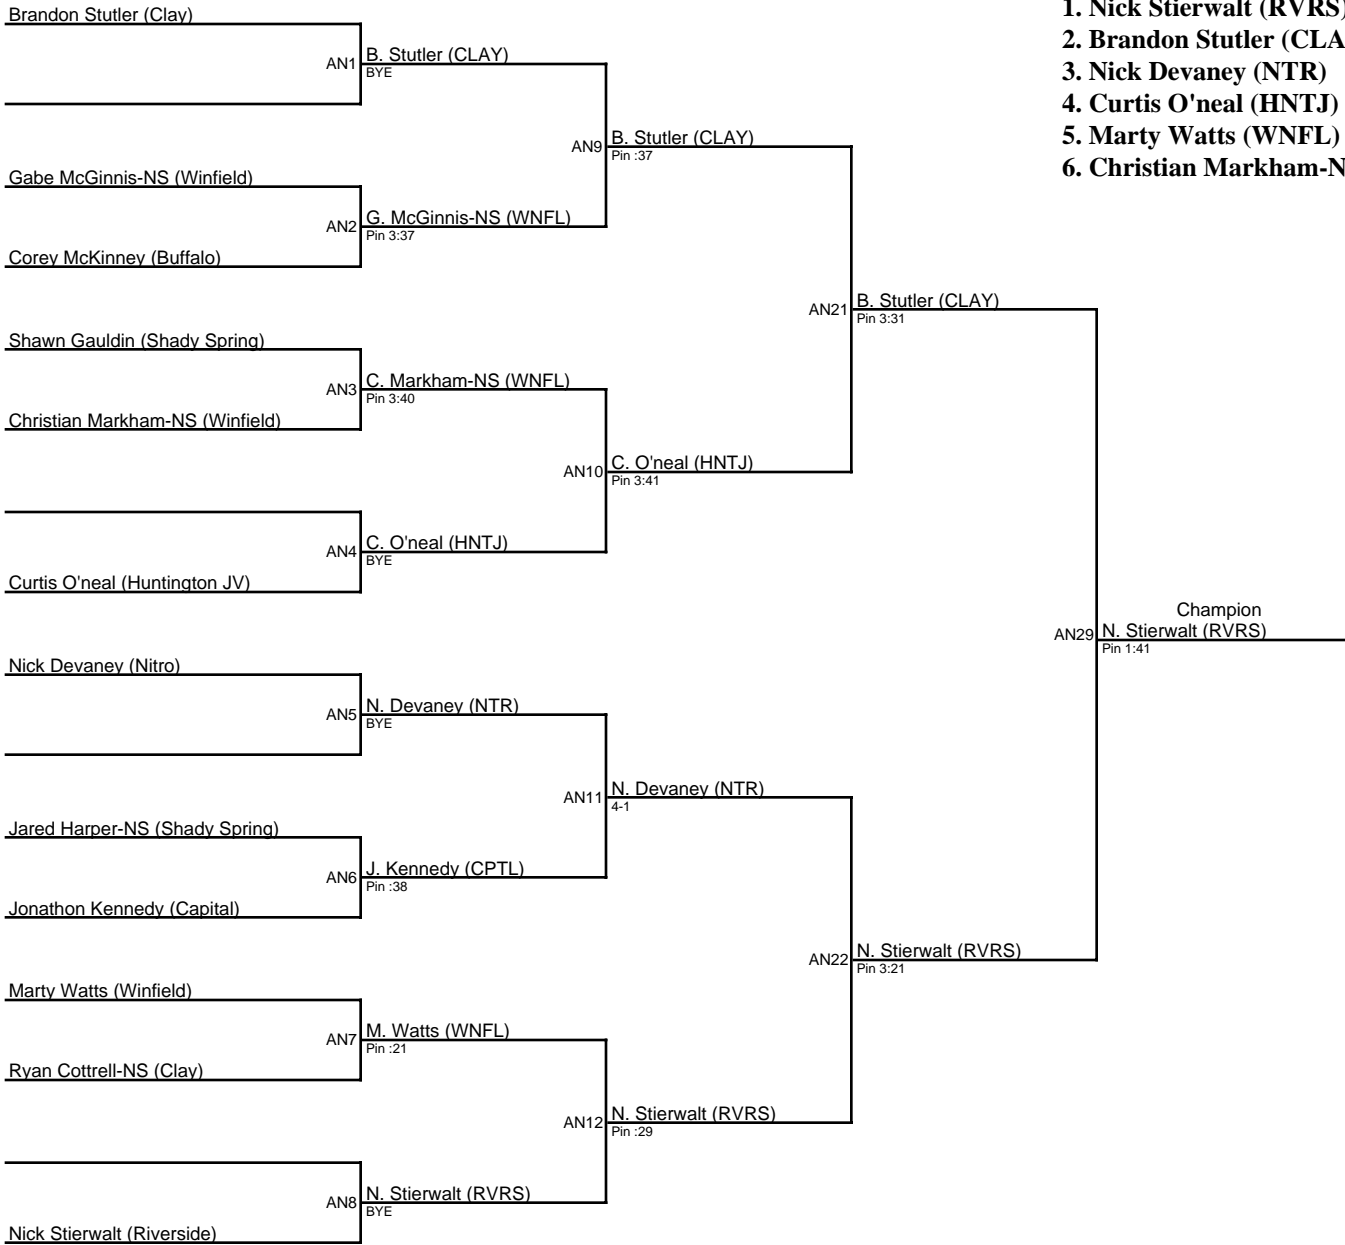 Brandon Stutler (Clay)
AN1
B. Stutler (CLAY)
BYE
Gabe McGinnis-NS (Winfield)
AN2
G. McGinnis-NS (WNFL)
Pin 3:37
Corey McKinney (Buffalo)
AN9
B. Stutler (CLAY)
Pin :37
Shawn Gauldin (Shady Spring)
AN3
C. Markham-NS (WNFL)
Pin 3:40
Christian Markham-NS (Winfield)
AN10
C. O'neal (HNTJ)
Pin 3:41
AN4
C. O'neal (HNTJ)
BYE
Curtis O'neal (Huntington JV)
AN21
B. Stutler (CLAY)
Pin 3:31
Nick Devaney (Nitro)
AN5
N. Devaney (NTR)
BYE
AN11
N. Devaney (NTR)
4-1
Jared Harper-NS (Shady Spring)
AN6
J. Kennedy (CPTL)
Pin :38
Jonathon Kennedy (Capital)
Marty Watts (Winfield)
AN7
M. Watts (WNFL)
Pin :21
Ryan Cottrell-NS (Clay)
AN12
N. Stierwalt (RVRS)
Pin :29
AN8
N. Stierwalt (RVRS)
BYE
Nick Stierwalt (Riverside)
AN22
N. Stierwalt (RVRS)
Pin 3:21
Champion
AN29
N. Stierwalt (RVRS)
Pin 1:41
1. Nick Stierwalt (RVRS)
2. Brandon Stutler (CLA
3. Nick Devaney (NTR)
4. Curtis O'neal (HNTJ)
5. Marty Watts (WNFL)
6. Christian Markham-N